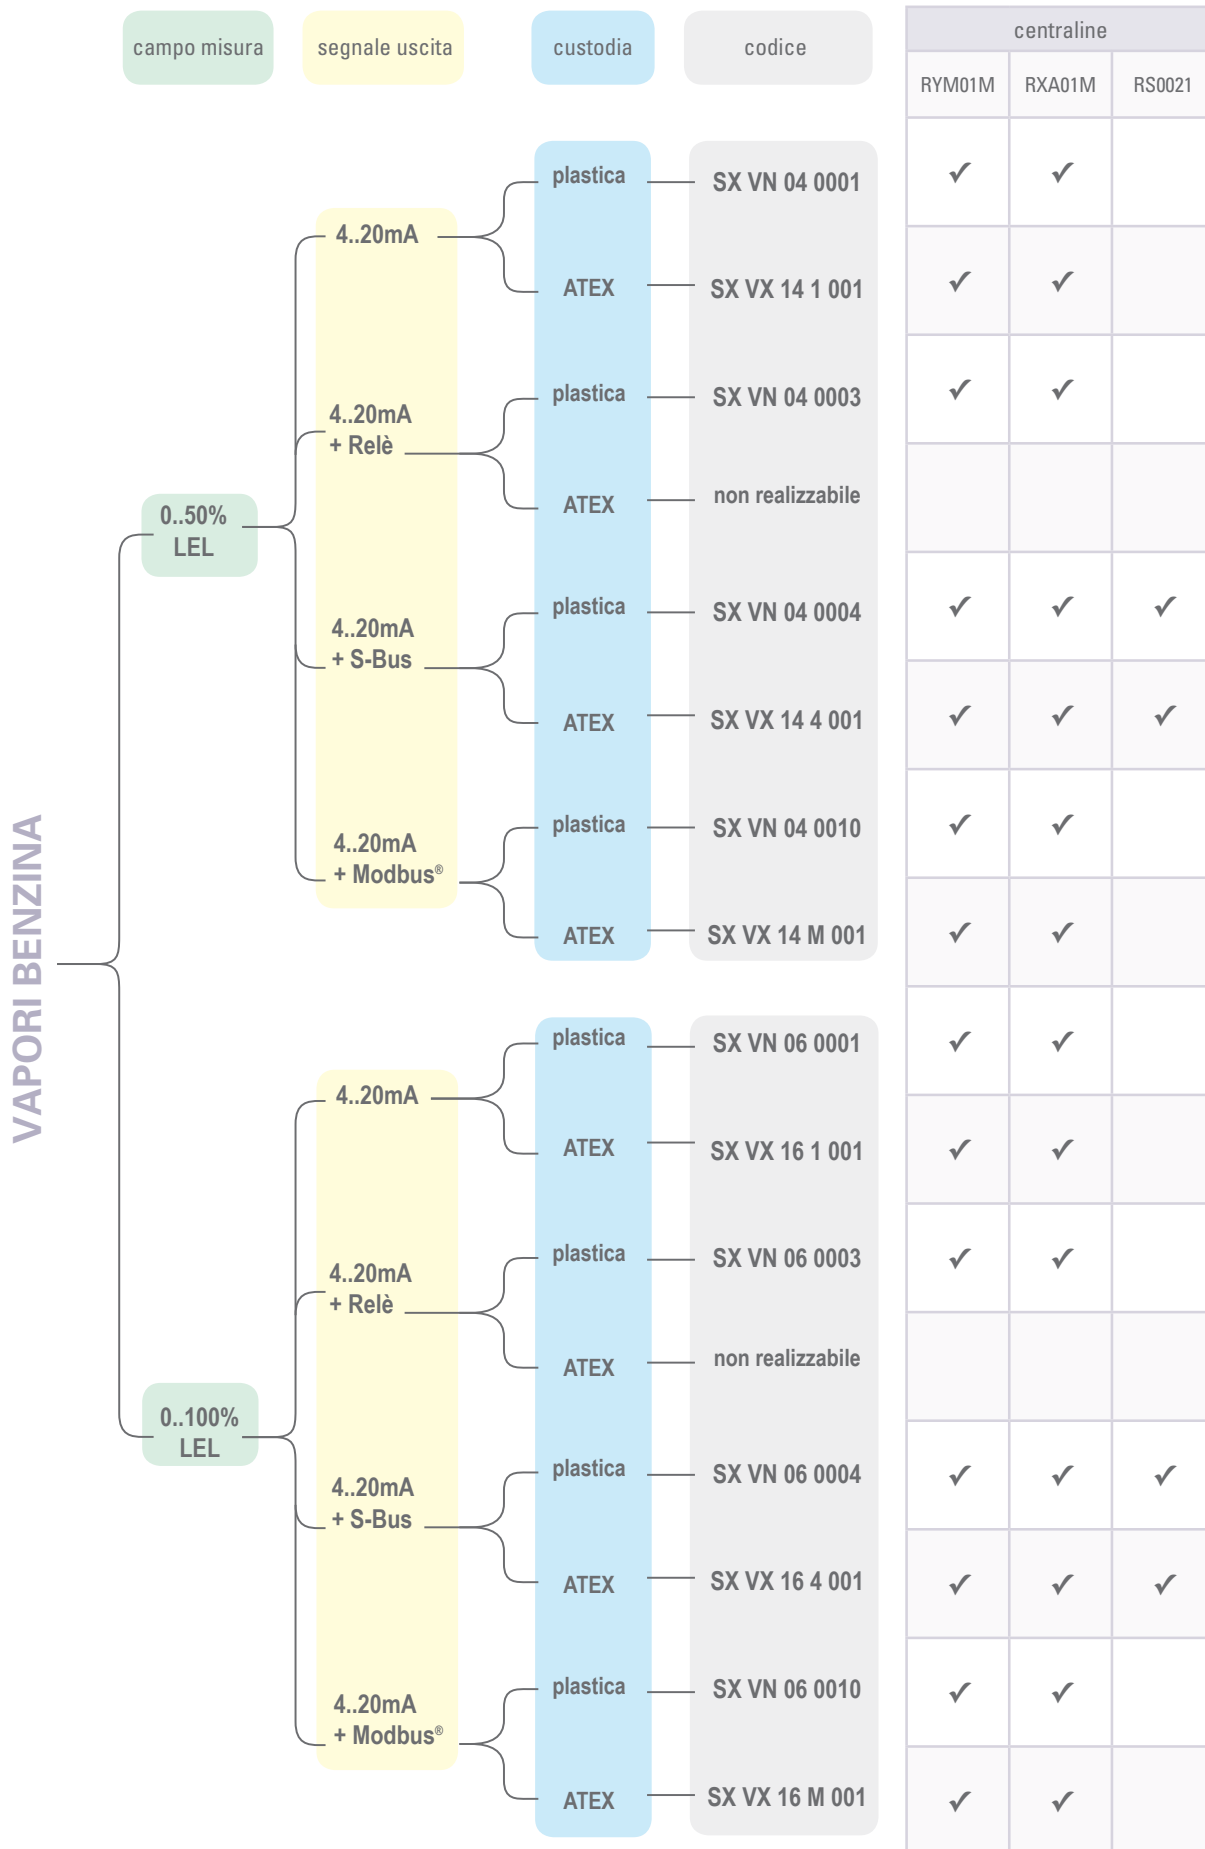 campo misura
segnale uscita
custodia
codice
centraline
RYM01M
RXA01M
RS0021
VAPORI BENZINA
0..50%
LEL
4..20mA
plastica
SX VN 04 0001
✓ ✓
ATEX
SX VX 14 1 001
✓ ✓
4..20mA
+ Relè
plastica
SX VN 04 0003
✓ ✓
ATEX
non realizzabile
4..20mA
+ S-Bus
plastica
SX VN 04 0004
✓ ✓ ✓
ATEX
SX VX 14 4 001
✓ ✓ ✓
4..20mA
+ Modbus®
plastica
SX VN 04 0010
✓ ✓
ATEX
SX VX 14 M 001
✓ ✓
0..100%
LEL
4..20mA
plastica
SX VN 06 0001
✓ ✓
ATEX
SX VX 16 1 001
✓ ✓
4..20mA
+ Relè
plastica
SX VN 06 0003
✓ ✓
ATEX
non realizzabile
4..20mA
+ S-Bus
plastica
SX VN 06 0004
✓ ✓ ✓
ATEX
SX VX 16 4 001
✓ ✓ ✓
4..20mA
+ Modbus®
plastica
SX VN 06 0010
✓ ✓
ATEX
SX VX 16 M 001
✓ ✓